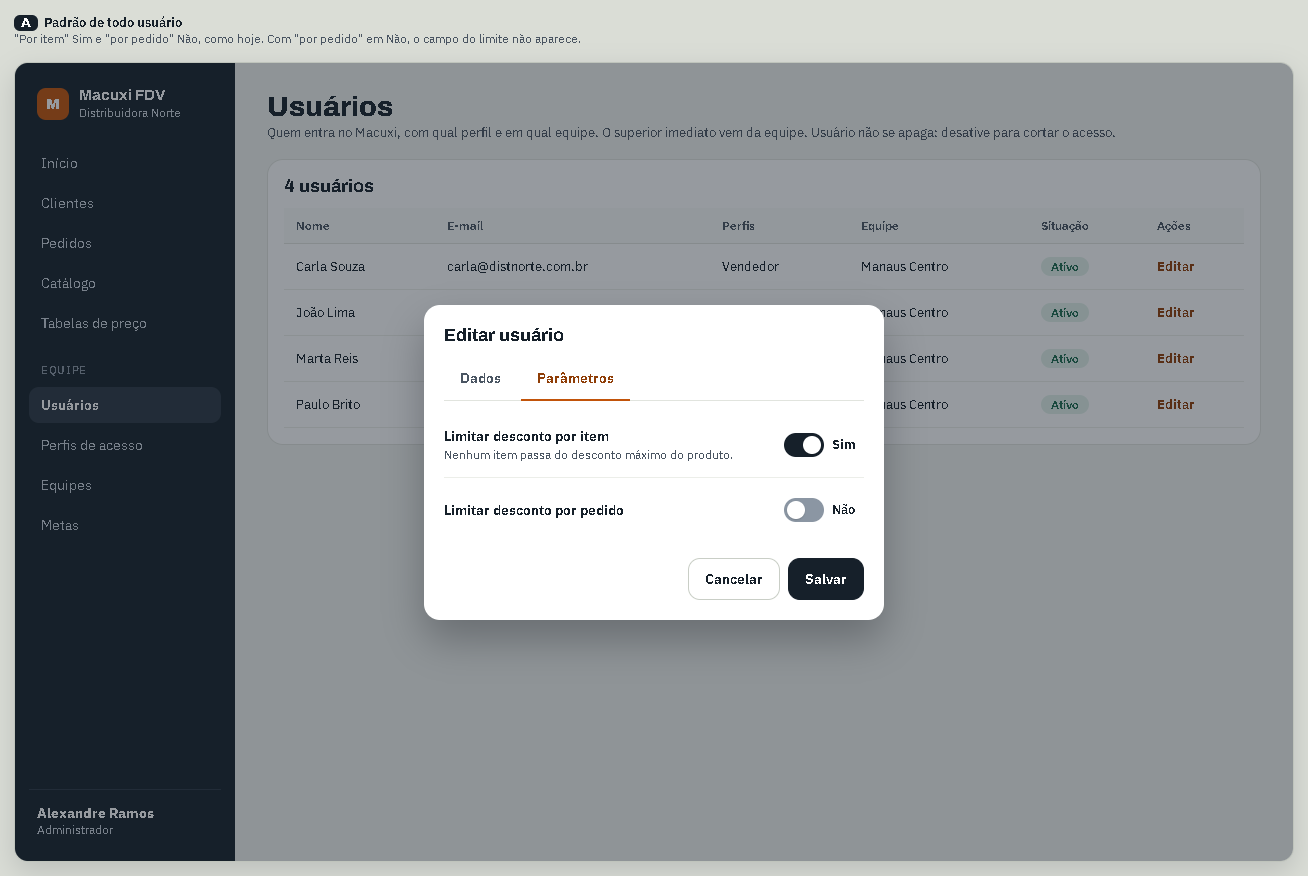 A Padrão de todo usuário
"Por item" Sim e "por pedido" Não, como hoje. Com "por pedido" em Não, o campo do limite não aparece.
M
Macuxi FDV
Distribuidora Norte
Início
Clientes
Pedidos
Catálogo
Tabelas de preço
EQUIPE
Usuários
Perfis de acesso
Equipes
Metas
Alexandre Ramos
Administrador
Usuários
Quem entra no Macuxi, com qual perfil e em qual equipe. O superior imediato vem da equipe. Usuário não se apaga: desative para cortar o acesso.
4 usuários
Nome E-mail Perfis Equipe Situação Ações
Carla Souza carla@distnorte.com.br Vendedor Manaus Centro Ativo Editar
João Lima Centro Ativo Editar
Marta Reis Centro Ativo Editar
Paulo Brito Centro Ativo Editar
Editar usuário
Dados Parâmetros
Limitar desconto por item
Nenhum item passa do desconto máximo do produto.
Sim
Limitar desconto por pedido
Não
Cancelar Salvar